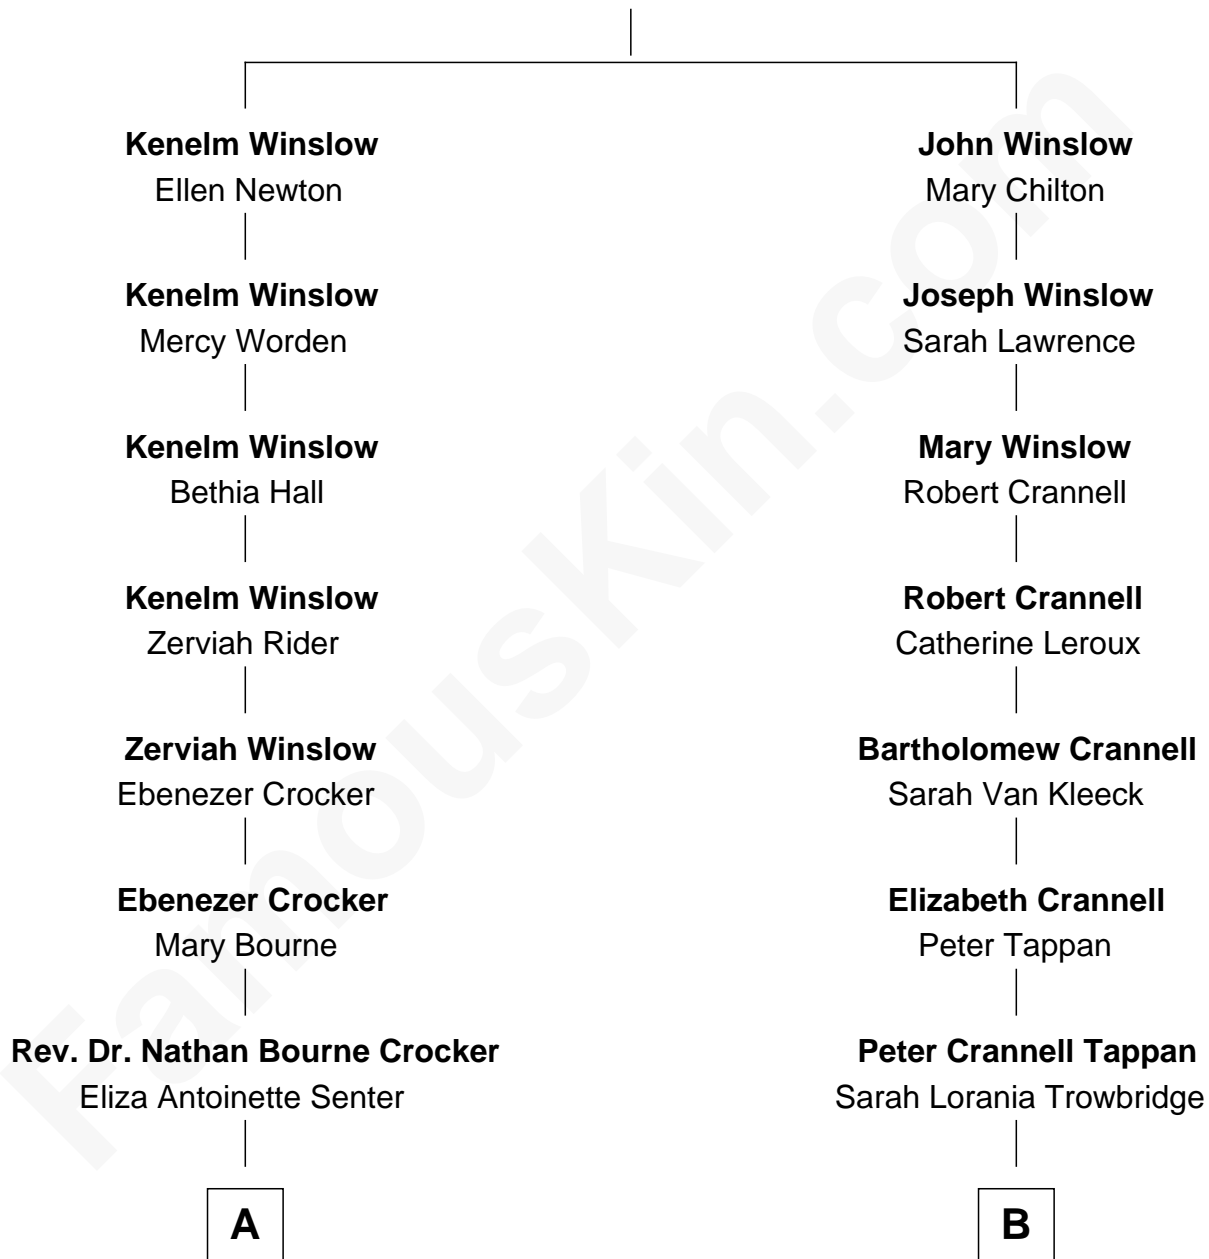 Kenelm Winslow
Ellen Newton
John Winslow
Mary Chilton
Kenelm Winslow
Mercy Worden
Joseph Winslow
Sarah Lawrence
Kenelm Winslow
Bethia Hall
Mary Winslow
Robert Crannell
Kenelm Winslow
Zerviah Rider
Robert Crannell
Catherine Leroux
Zerviah Winslow
Ebenezer Crocker
Bartholomew Crannell
Sarah Van Kleeck
Ebenezer Crocker
Mary Bourne
Elizabeth Crannell
Peter Tappan
Rev. Dr. Nathan Bourne Crocker
Eliza Antoinette Senter
Peter Crannell Tappan
Sarah Lorania Trowbridge
A
B
FamousKin.com